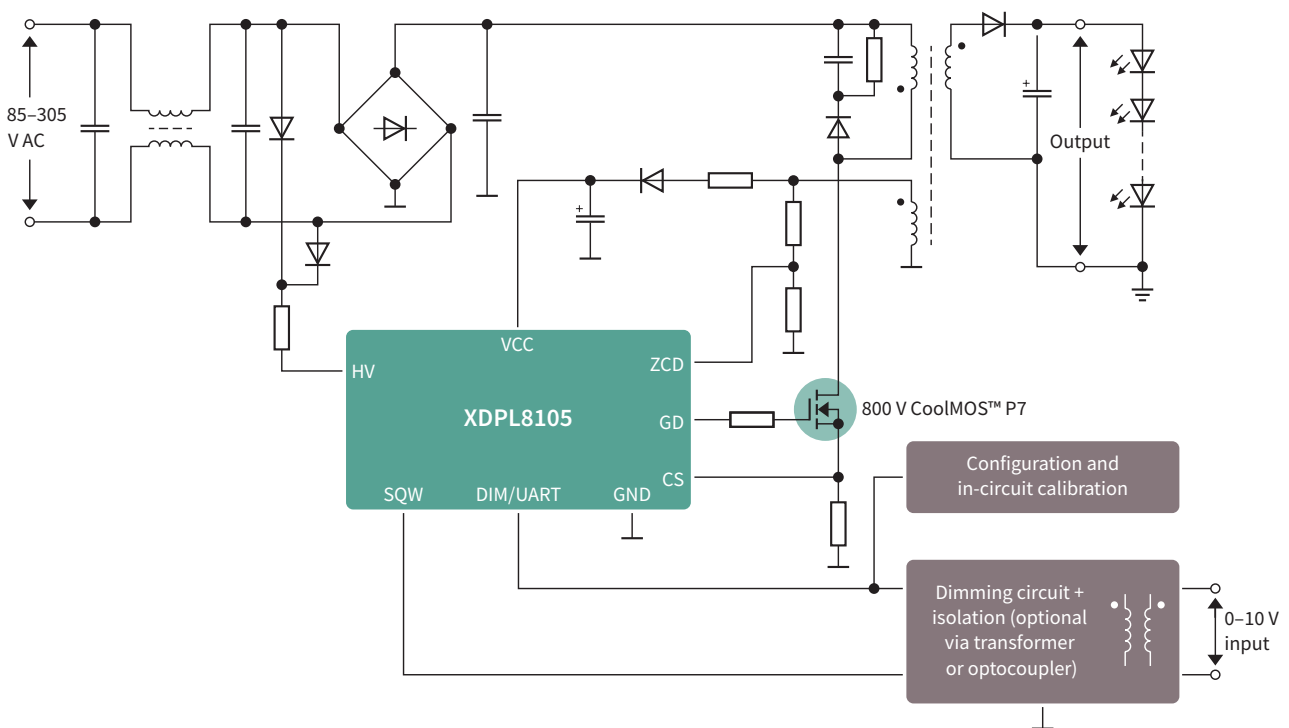 85–305
V AC
+
+
Output
VCC
HV
ZCD
XDPL8105
GD
800 V CoolMOS™ P7
CS
SQW
DIM/UART
GND
Configuration and
in-circuit calibration
Dimming circuit +
isolation (optional
via transformer
or optocoupler)
0–10 V
input